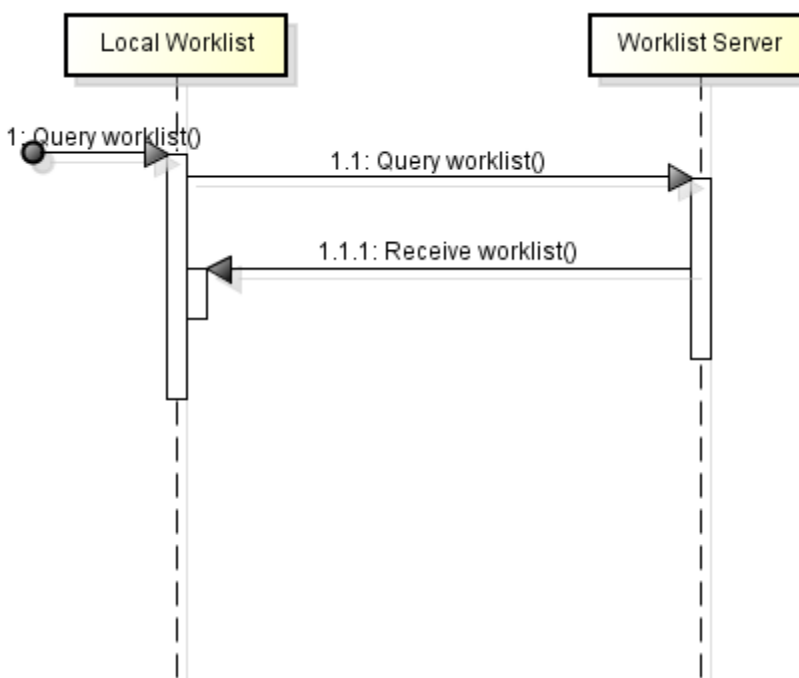 Local Worklist
Worklist Server
1: Query worklist()
1.1: Query worklist()
1.1.1: Receive worklist()